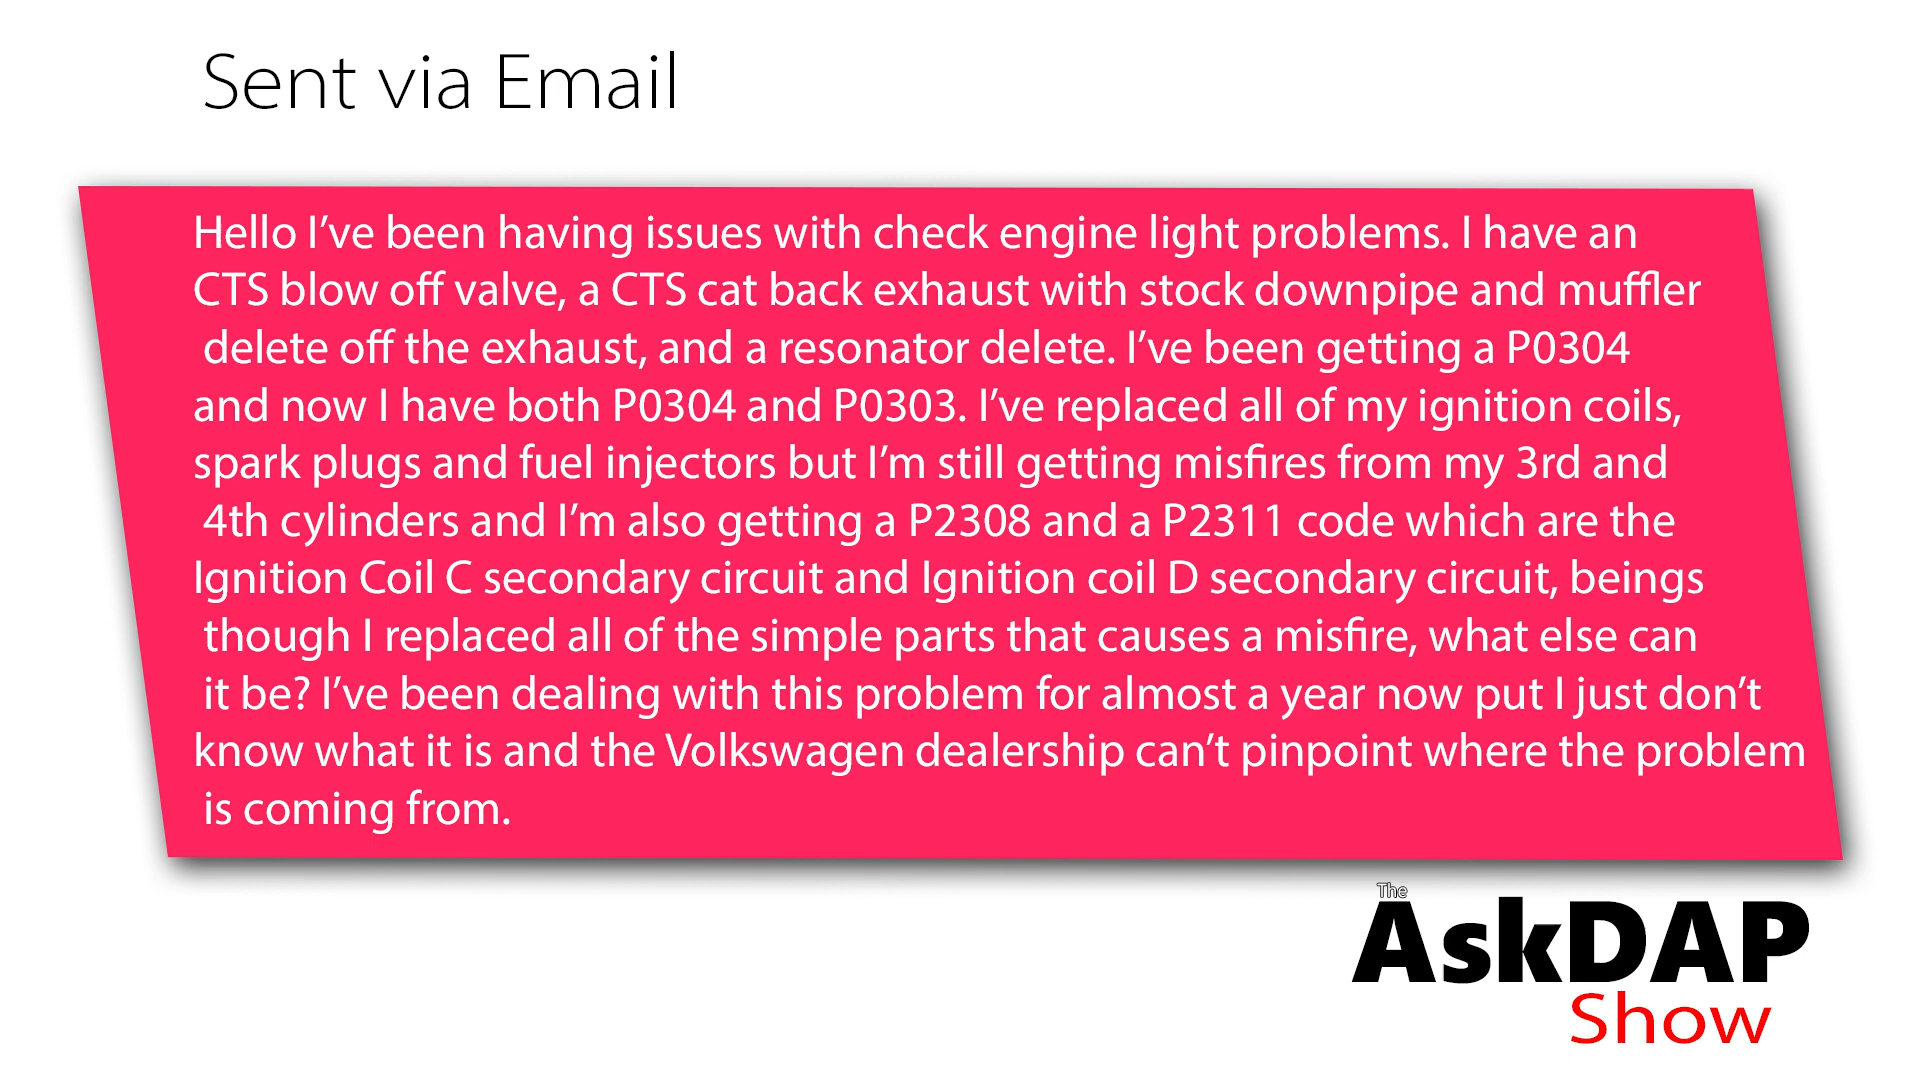 Sent via Email
Hello I’ve been having issues with check engine light problems. I have an
CTS blow off valve, a CTS cat back exhaust with stock downpipe and muffler
delete off the exhaust, and a resonator delete. I’ve been getting a P0304
and now I have both P0304 and P0303. I’ve replaced all of my ignition coils,
spark plugs and fuel injectors but I’m still getting misfires from my 3rd and
4th cylinders and I’m also getting a P2308 and a P2311 code which are the
Ignition Coil C secondary circuit and Ignition coil D secondary circuit, beings
though I replaced all of the simple parts that causes a misfire, what else can
it be? I’ve been dealing with this problem for almost a year now put I just don’t
know what it is and the Volkswagen dealership can’t pinpoint where the problem
is coming from.
The
AskDAP
Show